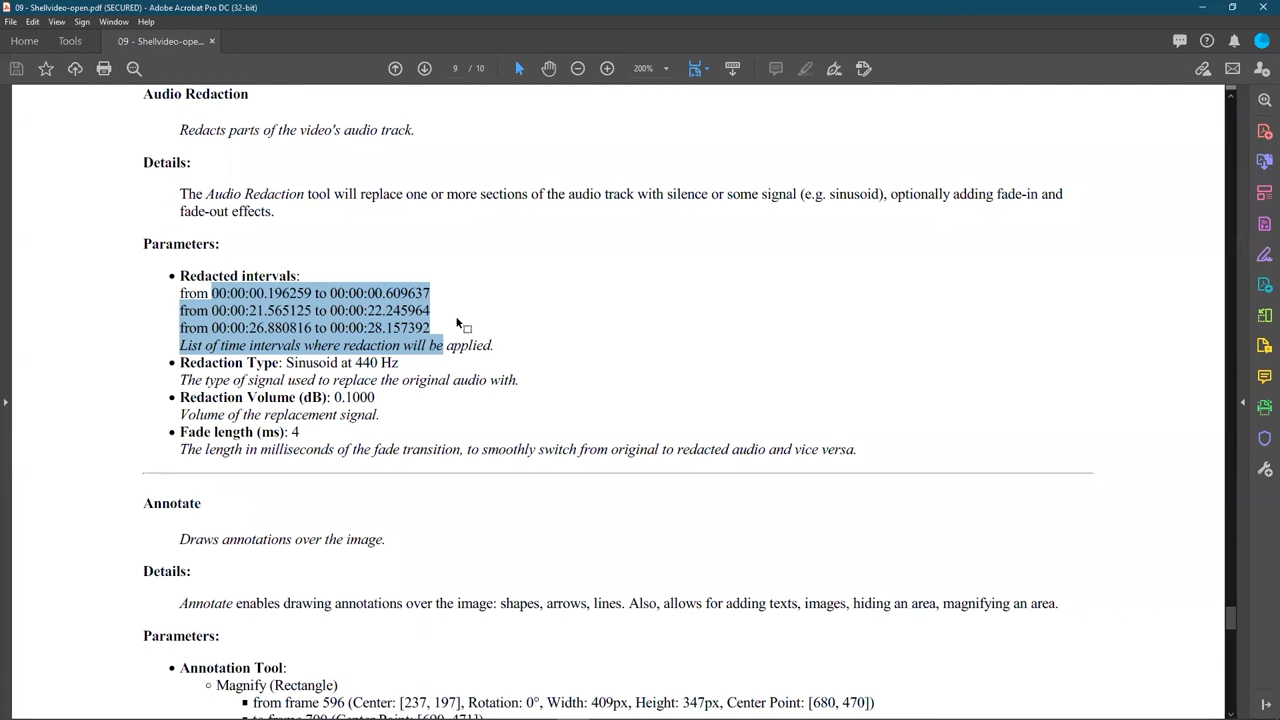 09 - Shellvideo-open.pdf (SECURED) - Adobe Acrobat Pro DC (32-bit)
File Edit View Sign Window Help
Home Tools 09 - Shellvideo-ope... ×
9 / 10 200%
Audio Redaction
Redacts parts of the video's audio track.
Details:
The Audio Redaction tool will replace one or more sections of the audio track with silence or some signal (e.g. sinusoid), optionally adding fade-in and
fade-out effects.
Parameters:
• Redacted intervals:
from 00:00:00.196259 to 00:00:00.609637
from 00:00:21.565125 to 00:00:22.245964
from 00:00:26.880816 to 00:00:28.157392
List of time intervals where redaction will be applied.
• Redaction Type: Sinusoid at 440 Hz
The type of signal used to replace the original audio with.
• Redaction Volume (dB): 0.1000
Volume of the replacement signal.
• Fade length (ms): 4
The length in milliseconds of the fade transition, to smoothly switch from original to redacted audio and vice versa.
Annotate
Draws annotations over the image.
Details:
Annotate enables drawing annotations over the image: shapes, arrows, lines. Also, allows for adding texts, images, hiding an area, magnifying an area.
Parameters:
• Annotation Tool:
○ Magnify (Rectangle)
▪ from frame 596 (Center: [237, 197], Rotation: 0°, Width: 409px, Height: 347px, Center Point: [680, 470])